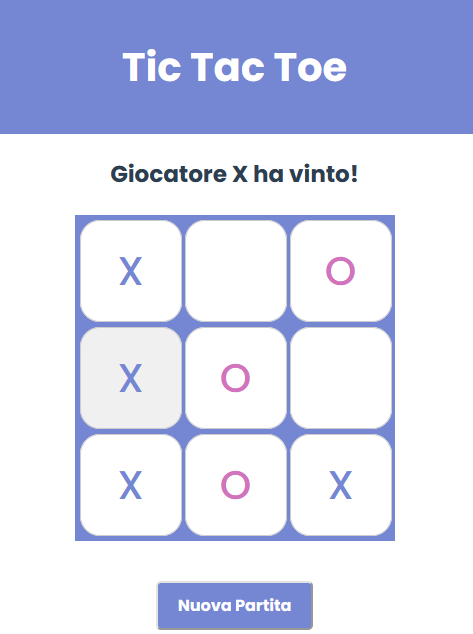 Tic Tac Toe
Giocatore X ha vinto!
X O
X O
X O X
Nuova Partita